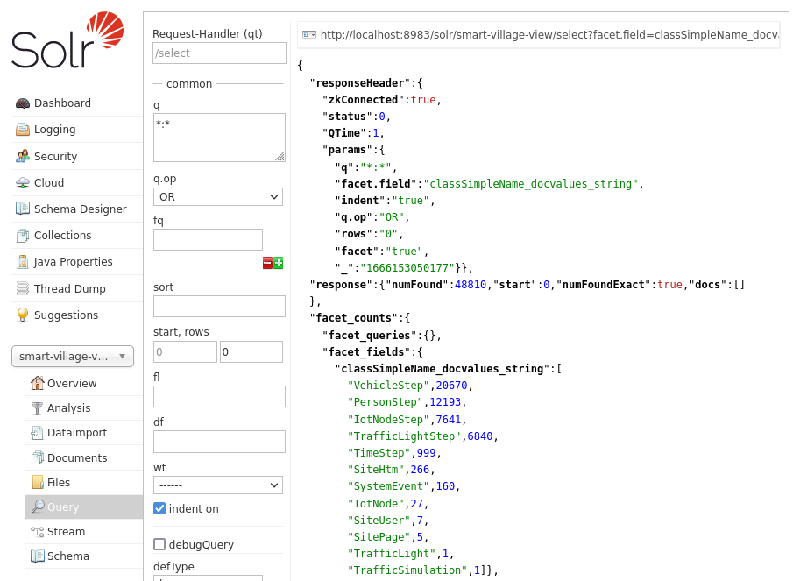 Solr
Dashboard
Logging
Security
Cloud
Schema Designer
Collections
Java Properties
Thread Dump
Suggestions
smart-village-v...
Overview
Analysis
Dataimport
Documents
Files
Query
Stream
Schema
Request-Handler (qt)
/select
common
q
*:*
q.op
OR
fq
sort
start, rows
0
0
fl
df
wt
------
indent on
debugQuery
defType
http://localhost:8983/solr/smart-village-view/select?facet.field=classSimpleName_docva
{
"responseHeader":{
"zkConnected":true,
"status":0,
"QTime":1,
"params":{
"q":"*:*",
"facet.field":"classSimpleName_docvalues_string",
"indent":"true",
"q.op":"OR",
"rows":"0",
"facet":"true",
"_":"1666153050177"}},
"response":{"numFound":48810,"start":0,"numFoundExact":true,"docs":[]
},
"facet_counts":{
"facet_queries":{},
"facet_fields":{
"classSimpleName_docvalues_string":[
"VehicleStep",20670,
"PersonStep",12193,
"IotNodeStep",7641,
"TrafficLightStep",6840,
"TimeStep",999,
"SiteHtm",266,
"SystemEvent",160,
"IotNode",27,
"SiteUser",7,
"SitePage",5,
"TrafficLight",1,
"TrafficSimulation",1]},